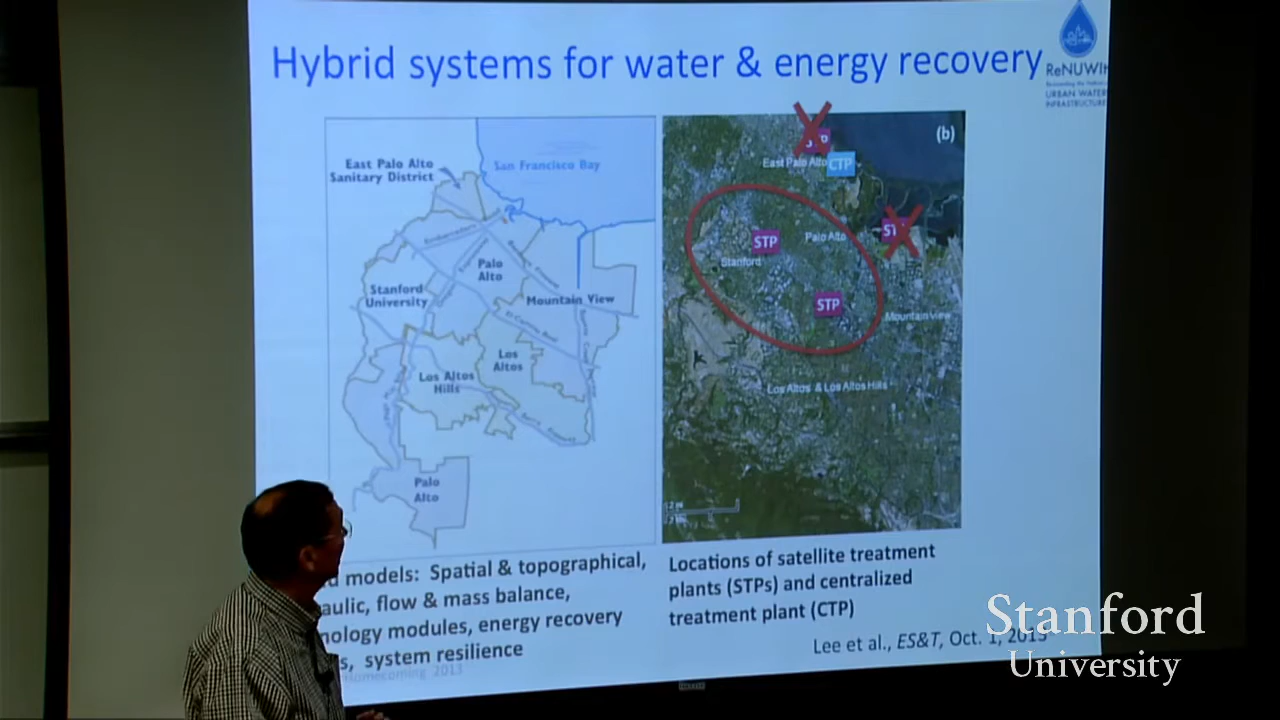 Hybrid systems for water & energy recovery
ReNUWIt
URBAN WATER
INFRASTRUCTURE
East Palo Alto
Sanitary District
San Francisco Bay
Palo
Alto
Stanford
University
Mountain View
Los
Altos
Los Altos
Hills
Palo
Alto
(b)
East Palo Alto
CTP
STP
Palo Alto
Stanford
STP
Mountain view
Los Altos & Los Altos Hills
models: Spatial & topographical,
aulic, flow & mass balance,
nology modules, energy recovery
s, system resilience
Homecoming 2013
Locations of satellite treatment
plants (STPs) and centralized
treatment plant (CTP)
Lee et al., ES&T, Oct. 1, 2013
Stanford
University